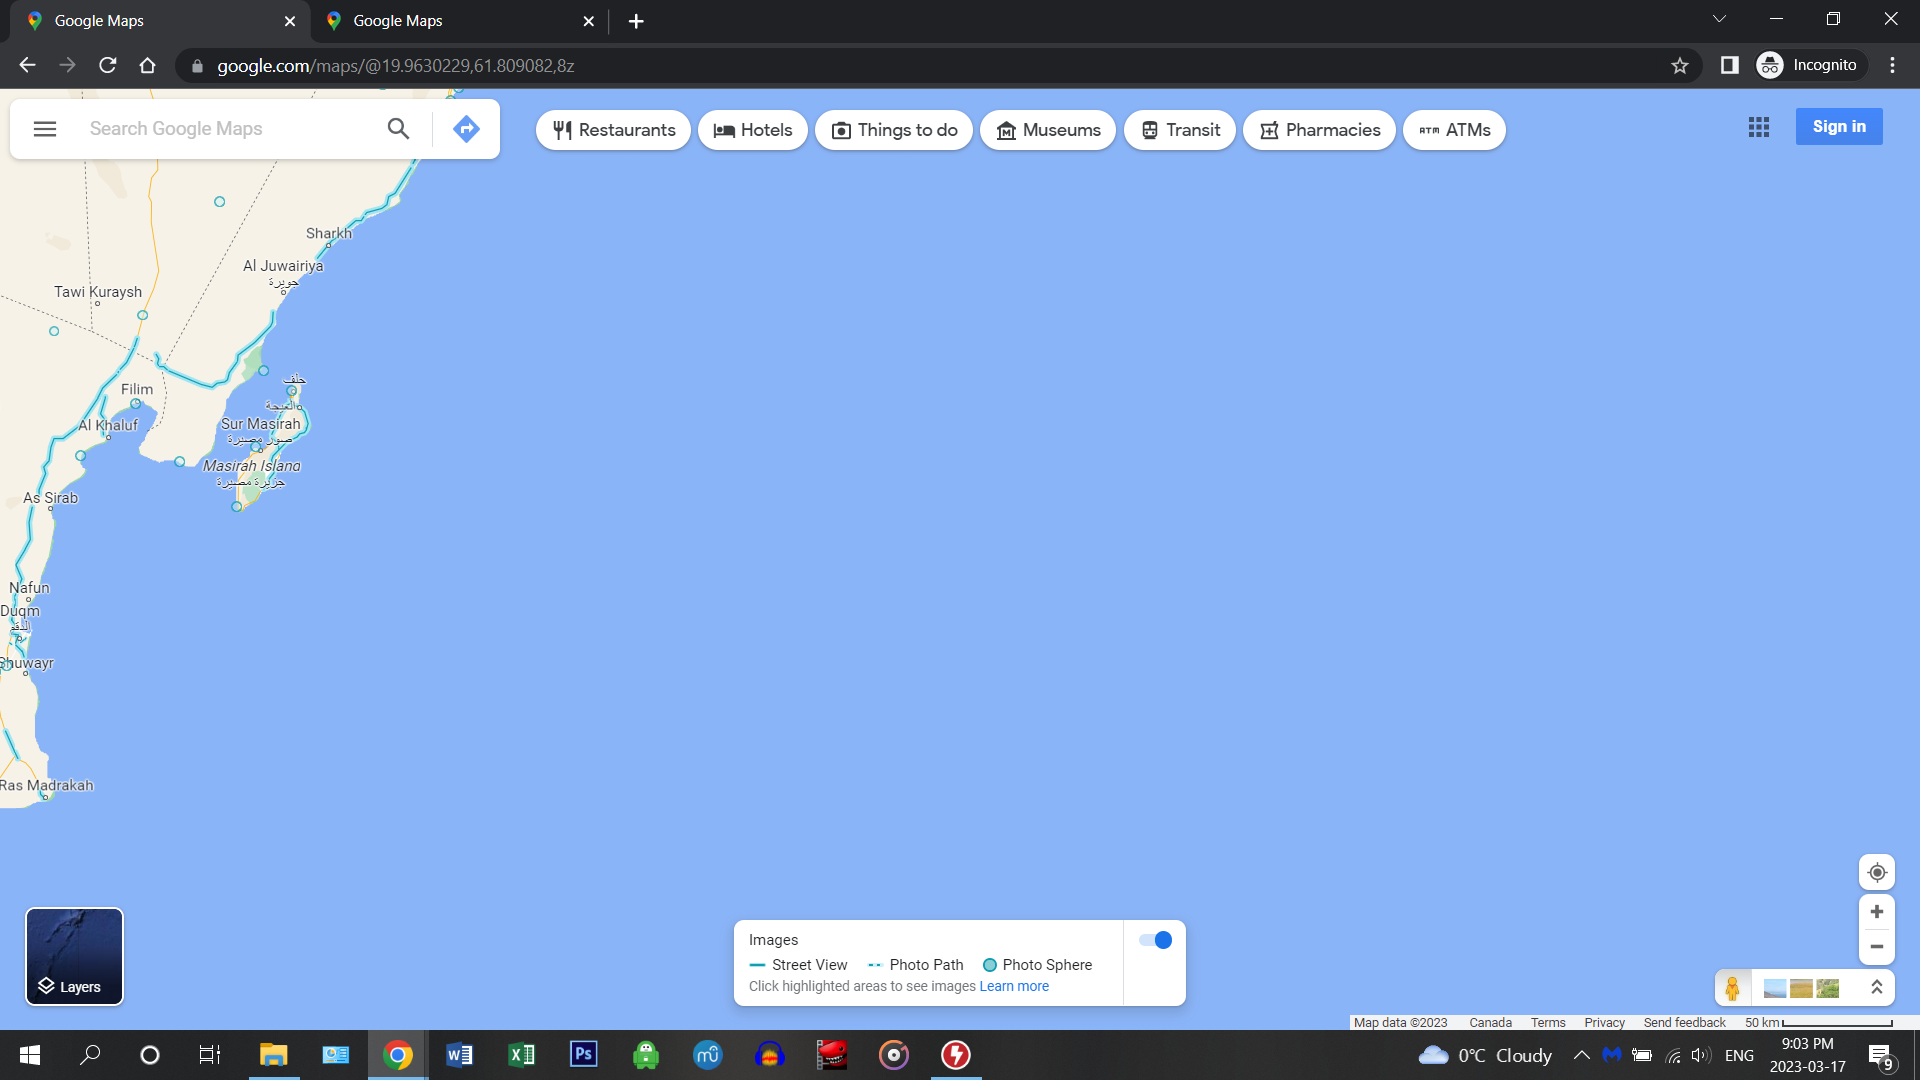 Google Maps
Google Maps
google.com/maps/@19.9630229,61.809082,8z
Incognito
Search Google Maps
Restaurants
Hotels
Things to do
Museums
Transit
Pharmacies
ATM ATMs
Sign in
Sharkh
Al Juwairiya
جويرة
Tawi Kuraysh
Filim
حلف
Al Khaluf
Sur Masirah
صور مصيرة
Masirah Island
جزيرة مصيرة
As Sirab
Nafun
Duqm
الدقم
Shuwayr
Ras Madrakah
Layers
Images
Street View
Photo Path
Photo Sphere
Click highlighted areas to see images Learn more
Map data ©2023
Canada
Terms
Privacy
Send feedback
50 km
W
X
Ps
mu
0°C Cloudy
ENG
9:03 PM
2023-03-17
9